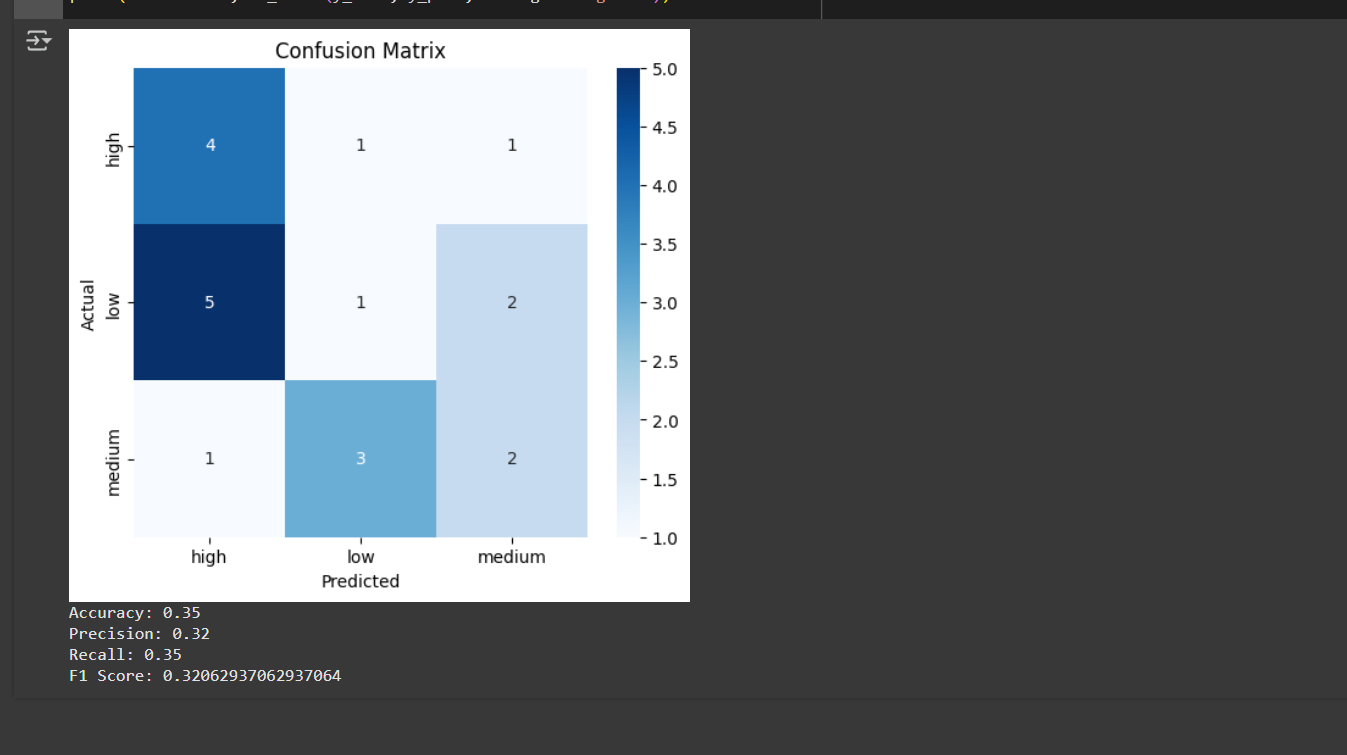 Confusion Matrix
high
4
1
1
Actual
low
5
1
2
medium
1
3
2
high
low
medium
Predicted
5.0
4.5
4.0
3.5
3.0
2.5
2.0
1.5
1.0
Accuracy: 0.35
Precision: 0.32
Recall: 0.35
F1 Score: 0.32062937062937064